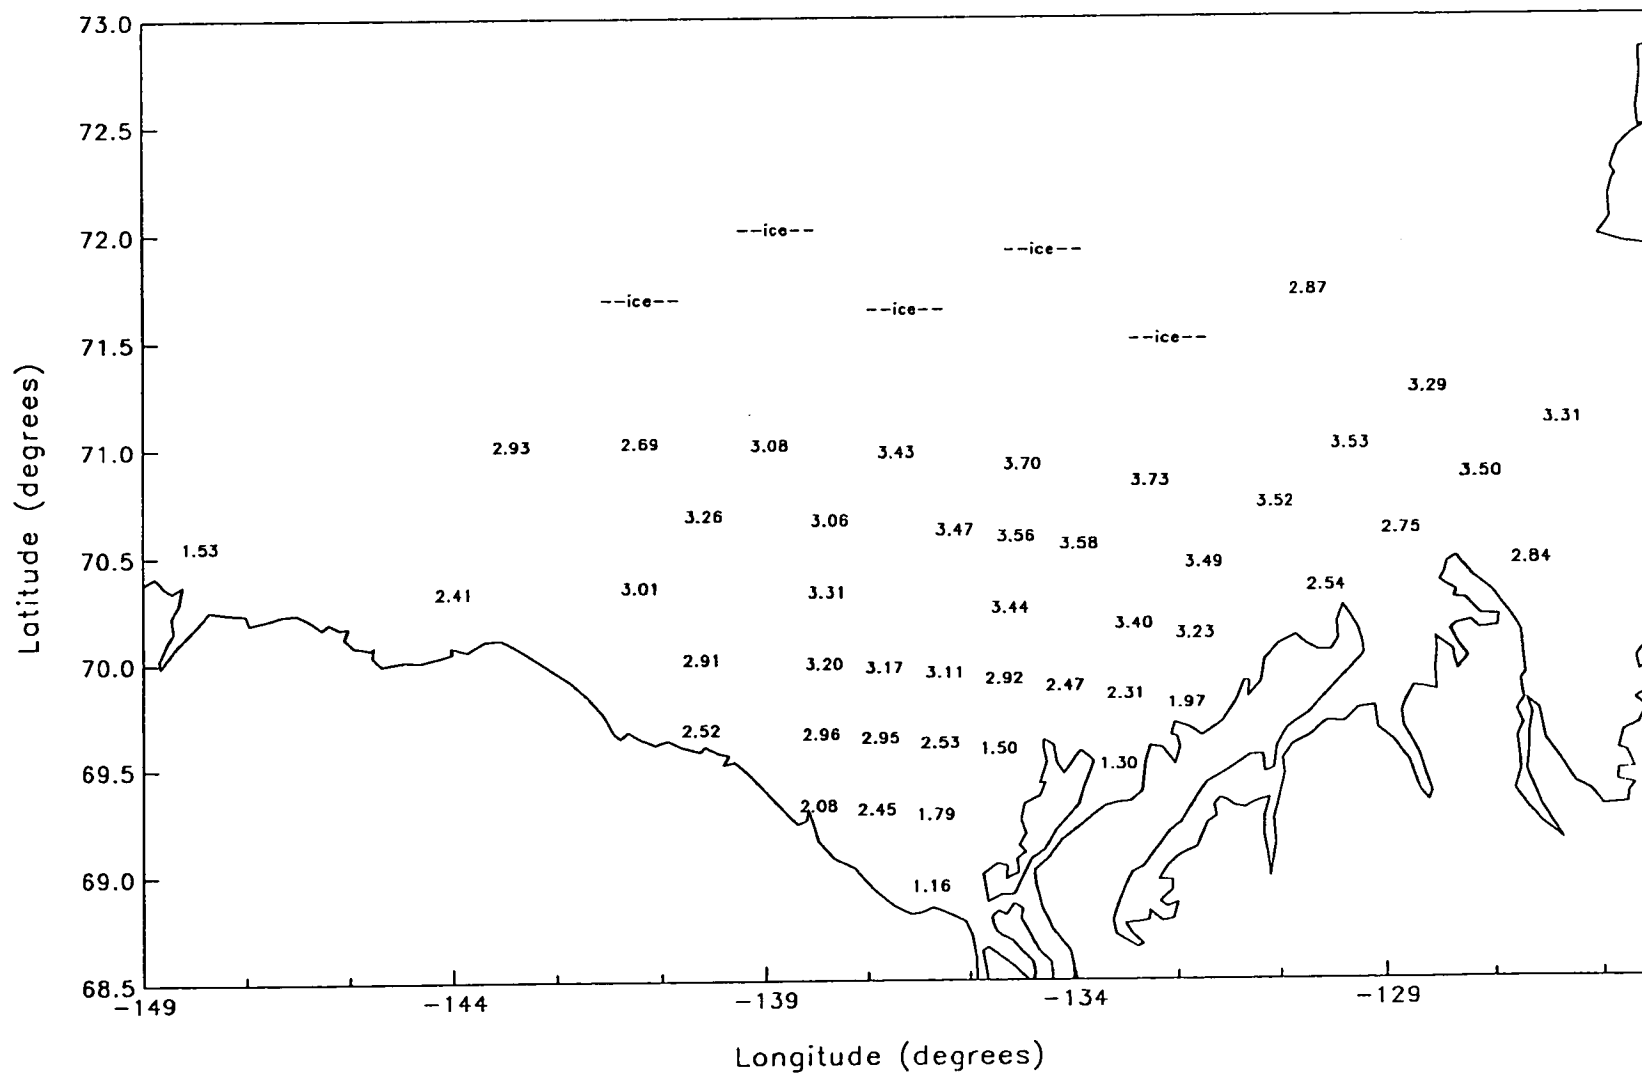 73.0
72.5
72.0
--ice--
--ice--
2.87
--ice--
--ice--
--ice--
71.5
3.29
3.31
71.0
2.93 2.69 3.08 3.43 3.70 3.73 3.53 3.50
3.52
3.26 3.06 3.47 3.56 3.58 2.75
70.5
1.53 3.49 2.84
2.41 3.01 3.31 3.44 2.54
3.40 3.23
70.0
2.91 3.20 3.17 3.11 2.92 2.47 2.31 1.97
2.52 2.96 2.95 2.53 1.50 1.30
69.5
2.08 2.45 1.79
69.0
1.16
68.5
-149 -144 -139 -134 -129
Latitude (degrees)
Longitude (degrees)